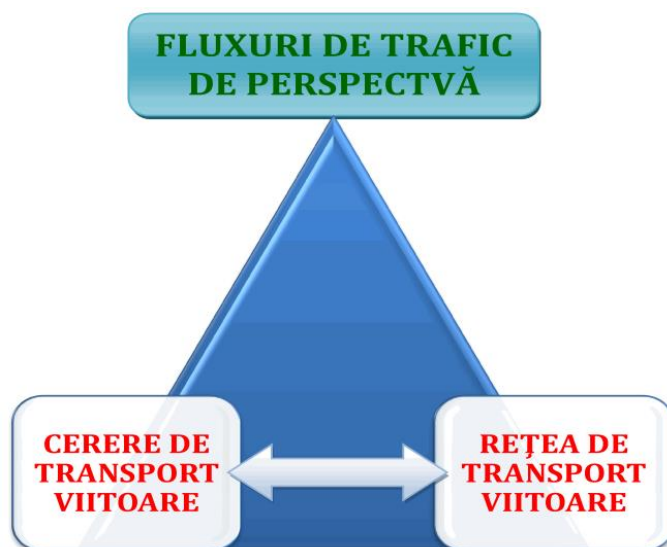 FLUXURI DE TRAFIC
DE PERSPECTVĂ
CERERE DE
TRANSPORT
VIITOARE
REȚEA DE
TRANSPORT
VIITOARE